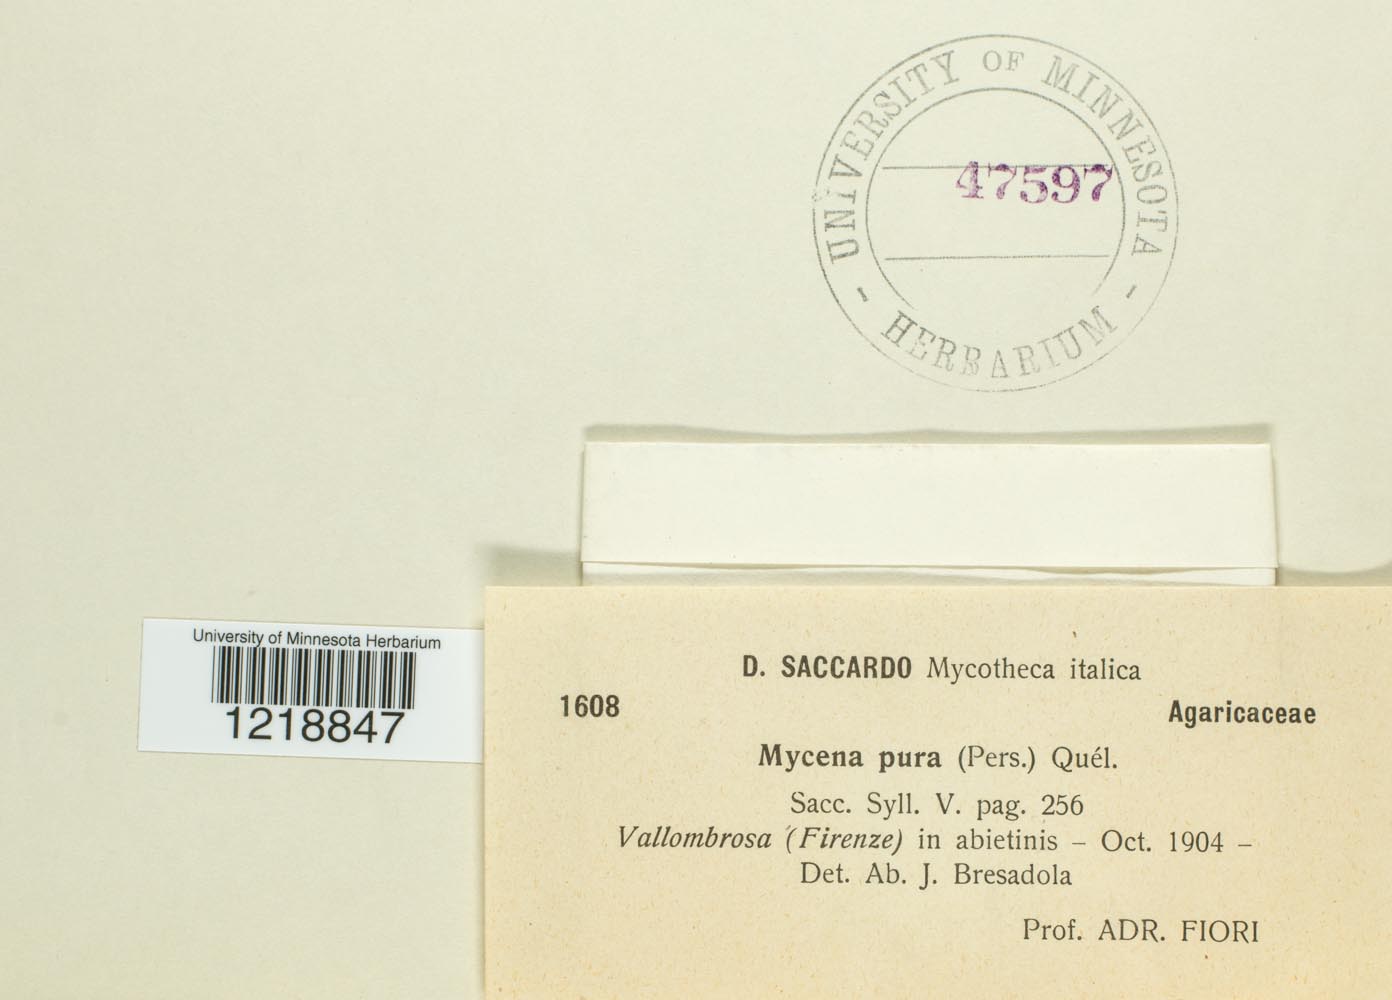 UNIVERSITY OF MINNESOTA
47597
- HERBARIUM -
University of Minnesota Herbarium
1218847
D. SACCARDO Mycotheca italica
1608
Agaricaceae
Mycena pura (Pers.) Quél.
Sacc. Syll. V. pag. 256
Vallombrosa (Firenze) in abietinis – Oct. 1904 –
Det. Ab. J. Bresadola
Prof. ADR. FIORI